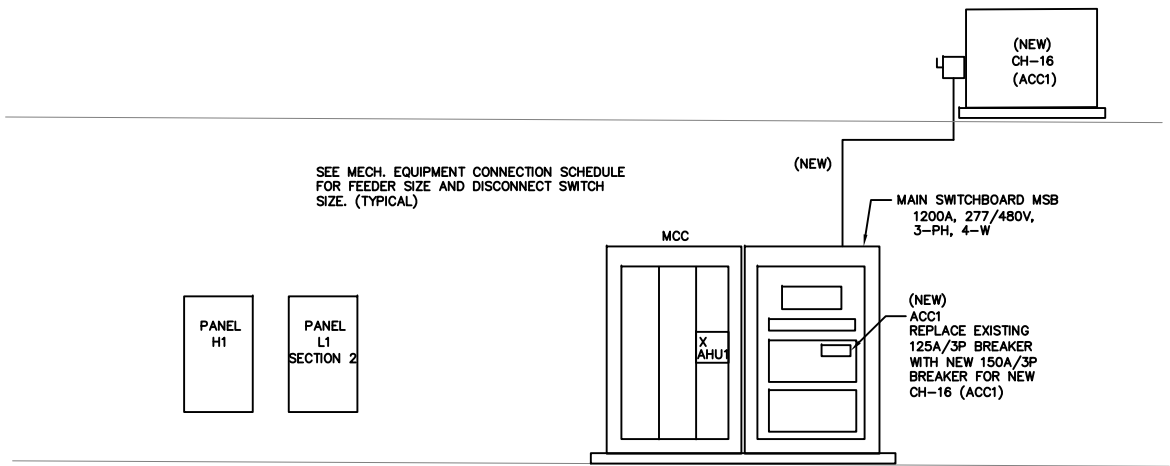 (NEW)
CH-16
(ACC1)
SEE MECH. EQUIPMENT CONNECTION SCHEDULE
FOR FEEDER SIZE AND DISCONNECT SWITCH
SIZE. (TYPICAL)
(NEW)
MAIN SWITCHBOARD MSB
1200A, 277/480V,
3-PH, 4-W
MCC
PANEL
H1
PANEL
L1
SECTION 2
X
AHU1
(NEW)
ACC1
REPLACE EXISTING
125A/3P BREAKER
WITH NEW 150A/3P
BREAKER FOR NEW
CH-16 (ACC1)